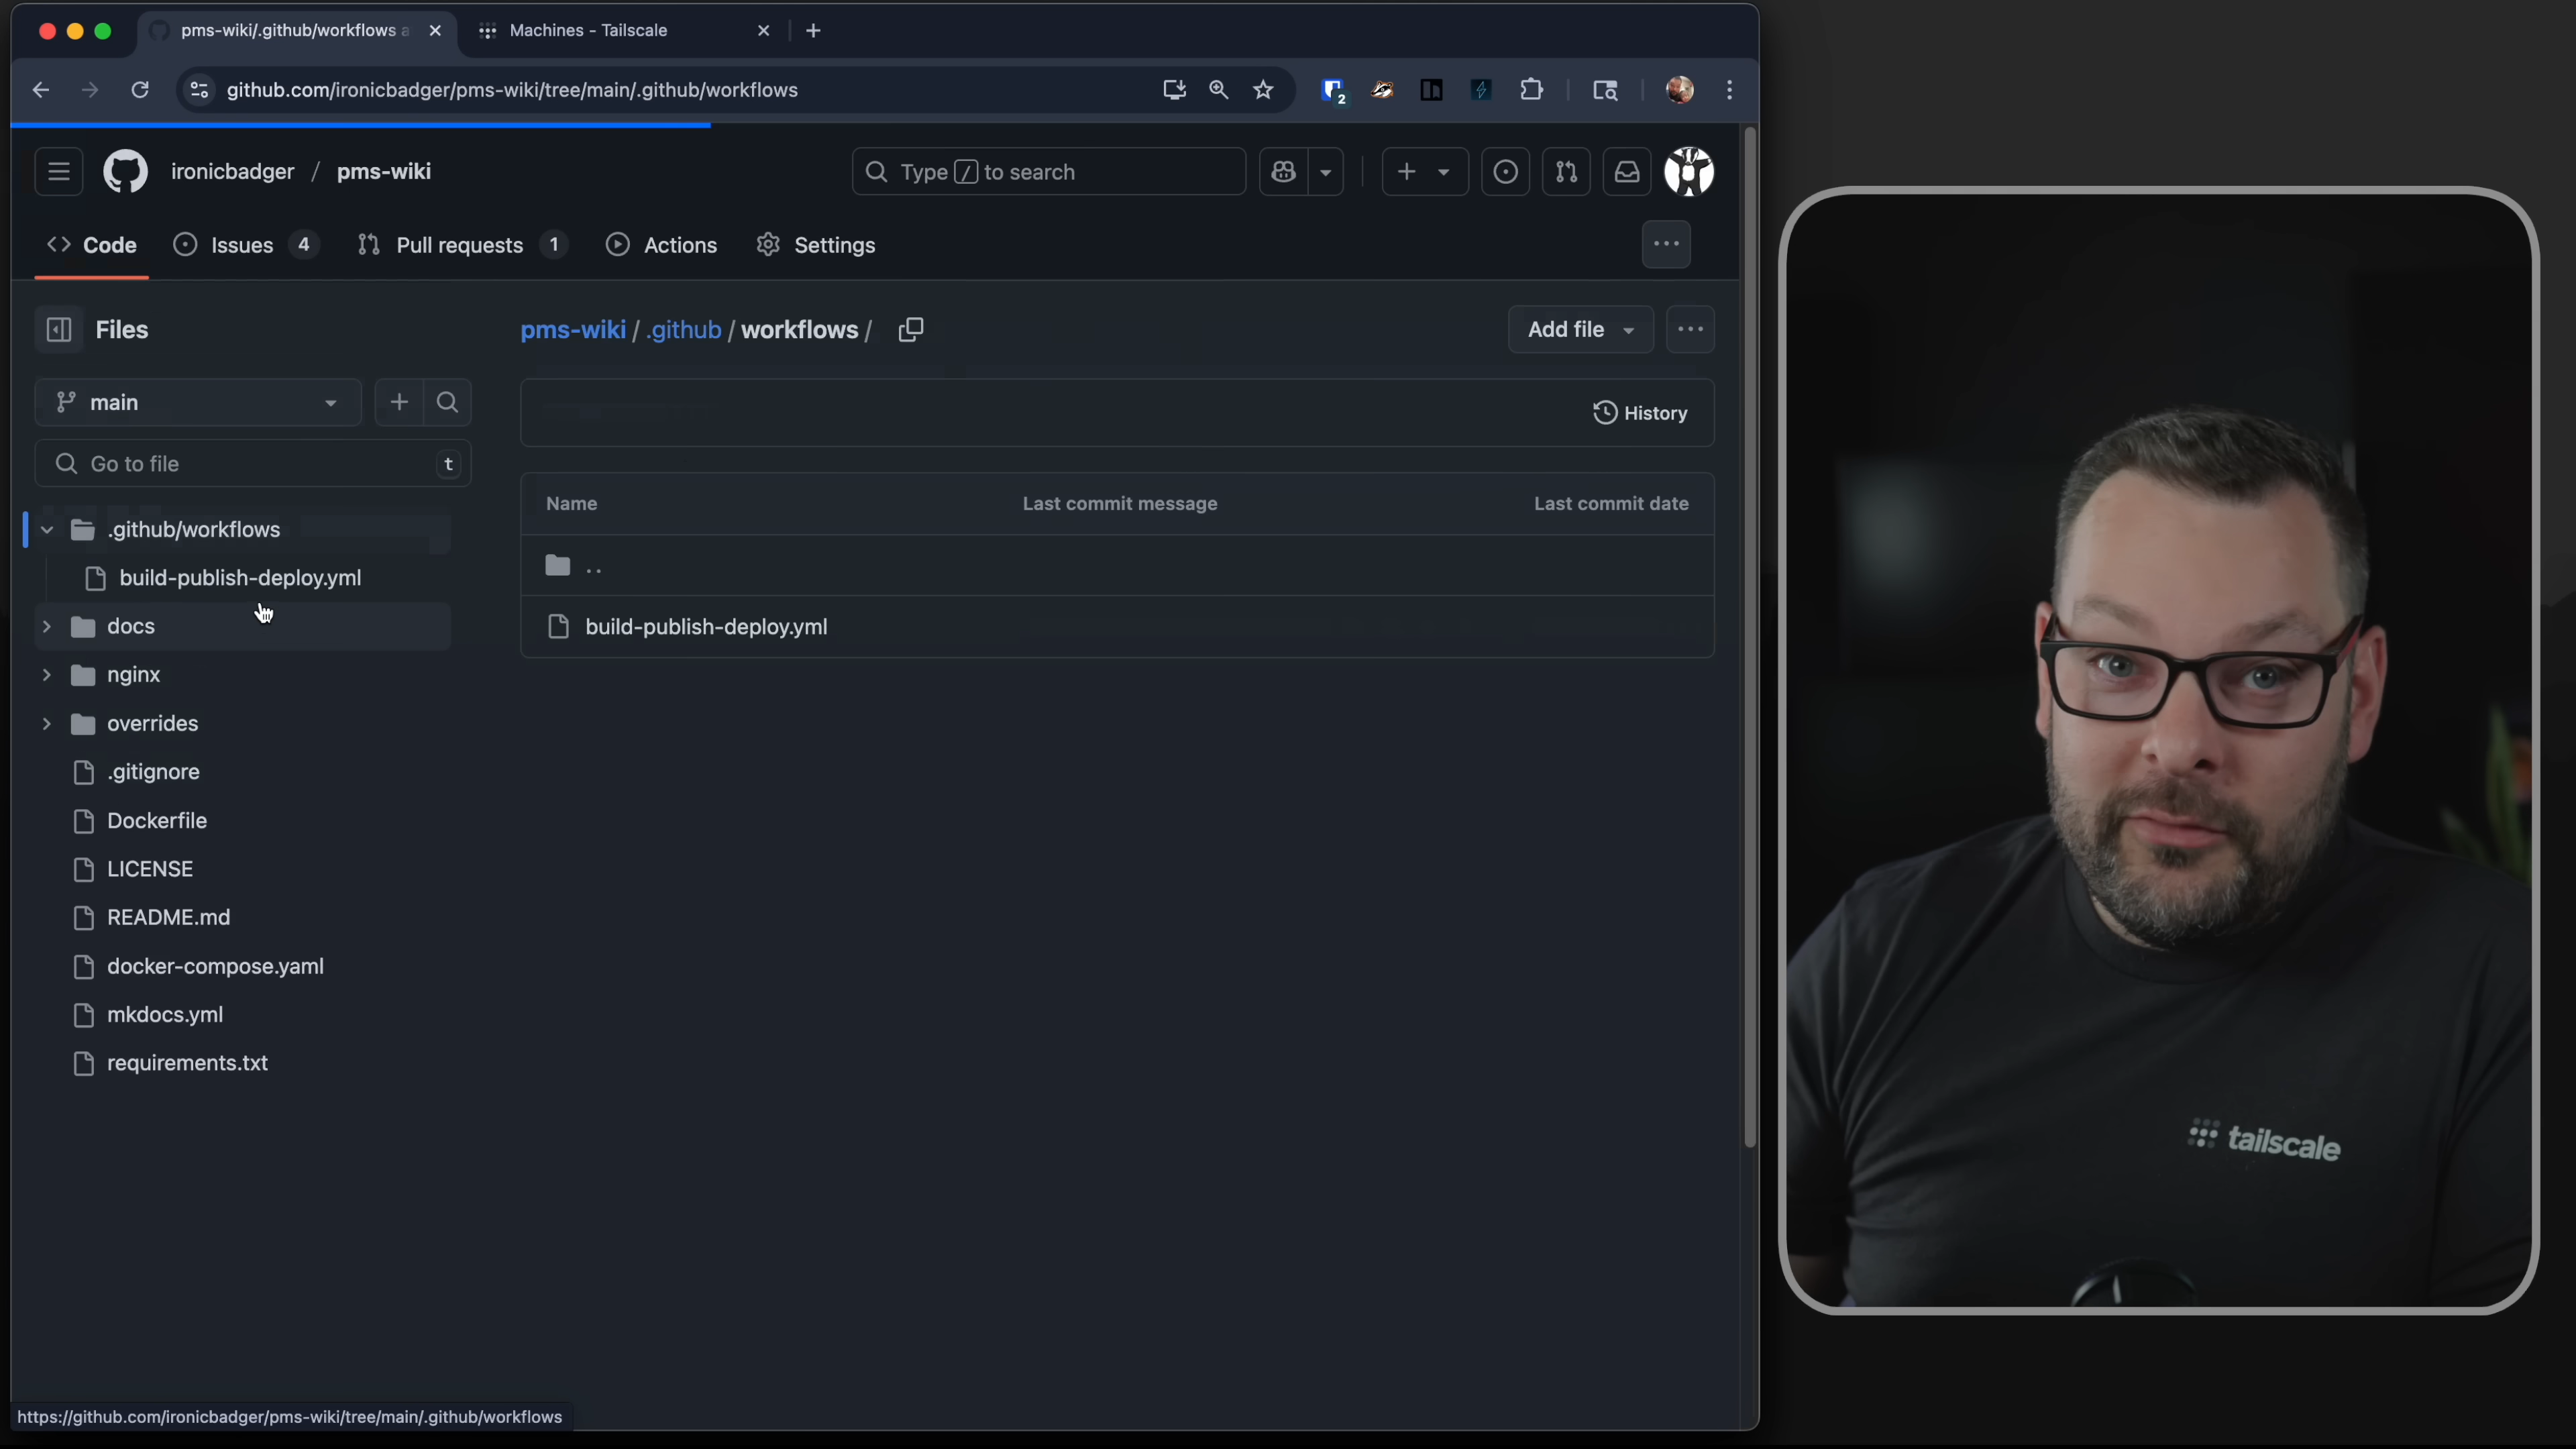 pms-wiki/.github/workflows a
Machines - Tailscale
github.com/ironicbadger/pms-wiki/tree/main/.github/workflows
2
ironicbadger / pms-wiki
Type / to search
Code
Issues 4
Pull requests 1
Actions
Settings
Files
pms-wiki / .github / workflows /
Add file
main
History
Go to file
t
Name
Last commit message
Last commit date
.github/workflows
..
build-publish-deploy.yml
build-publish-deploy.yml
docs
nginx
overrides
.gitignore
Dockerfile
LICENSE
README.md
docker-compose.yaml
mkdocs.yml
requirements.txt
https://github.com/ironicbadger/pms-wiki/tree/main/.github/workflows
tailscale